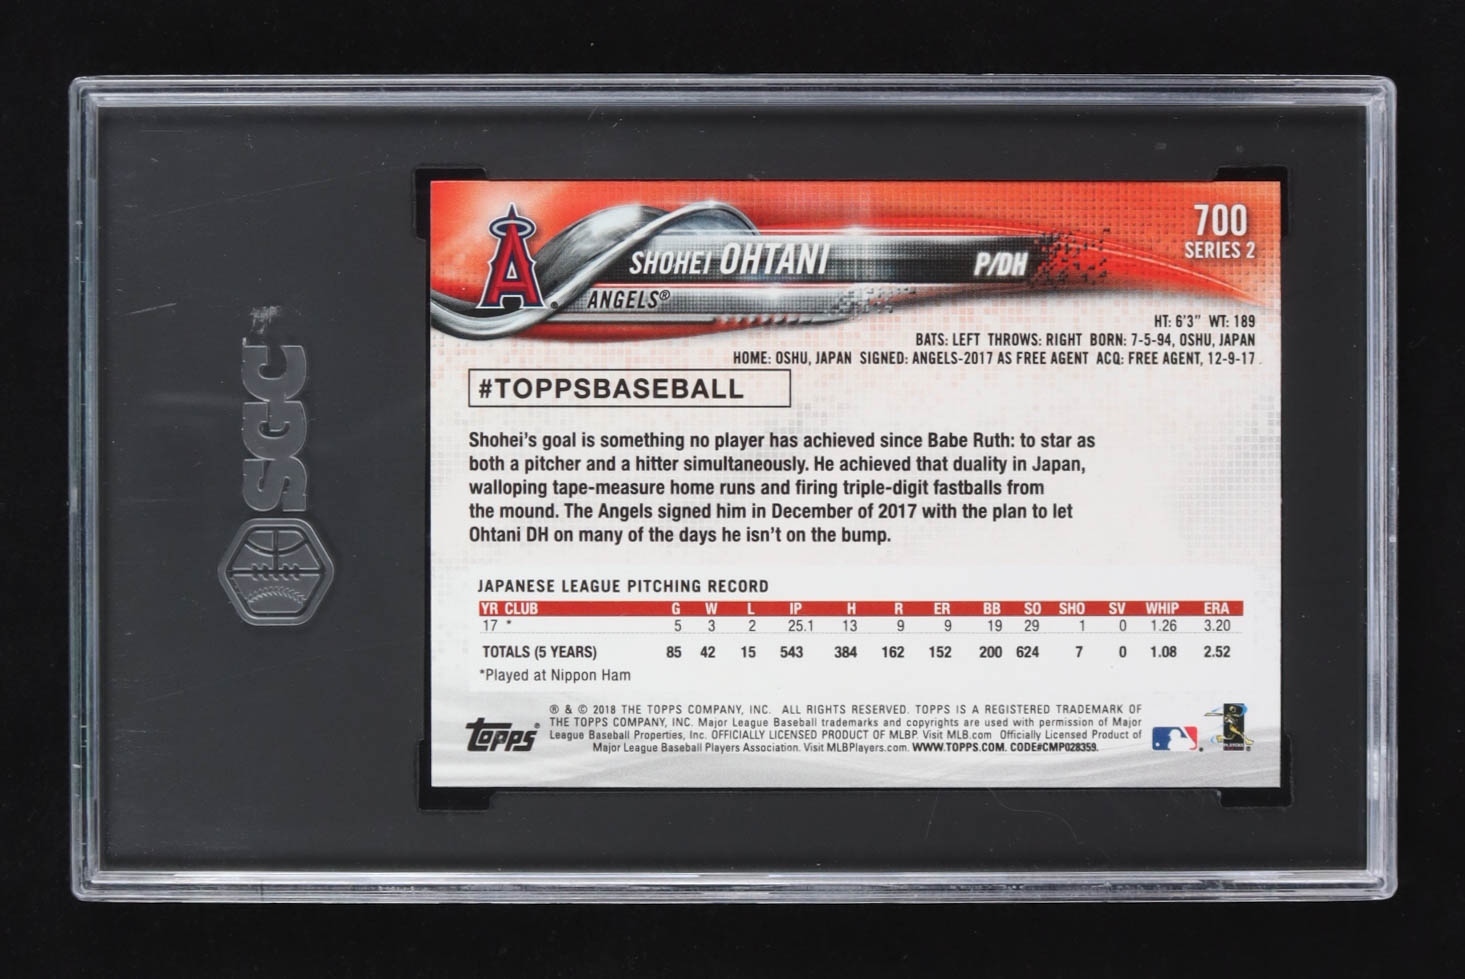 SGC
A
SHOHEI OHTANI
P/DH
ANGELS®
700
SERIES 2
HT: 6'3" WT: 189
BATS: LEFT THROWS: RIGHT BORN: 7-5-94, OSHU, JAPAN
HOME: OSHU, JAPAN SIGNED: ANGELS-2017 AS FREE AGENT ACQ: FREE AGENT, 12-9-17
#TOPPSBASEBALL
Shohei's goal is something no player has achieved since Babe Ruth: to star as
both a pitcher and a hitter simultaneously. He achieved that duality in Japan,
walloping tape-measure home runs and firing triple-digit fastballs from
the mound. The Angels signed him in December of 2017 with the plan to let
Ohtani DH on many of the days he isn't on the bump.
JAPANESE LEAGUE PITCHING RECORD
YR CLUB G W L IP H R ER BB SO SHO SV WHIP ERA
17 * 5 3 2 25.1 13 9 9 19 29 1 0 1.26 3.20
TOTALS (5 YEARS) 85 42 15 543 384 162 152 200 624 7 0 1.08 2.52
*Played at Nippon Ham
topps®
® & © 2018 THE TOPPS COMPANY, INC. ALL RIGHTS RESERVED. TOPPS IS A REGISTERED TRADEMARK OF
THE TOPPS COMPANY, INC. Major League Baseball trademarks and copyrights are used with permission of Major
League Baseball Properties, Inc. OFFICIALLY LICENSED PRODUCT OF MLBP. Visit MLB.com Officially Licensed Product of
Major League Baseball Players Association. Visit MLBPlayers.com. WWW.TOPPS.COM. CODE#CMP028359.
PLAYERS